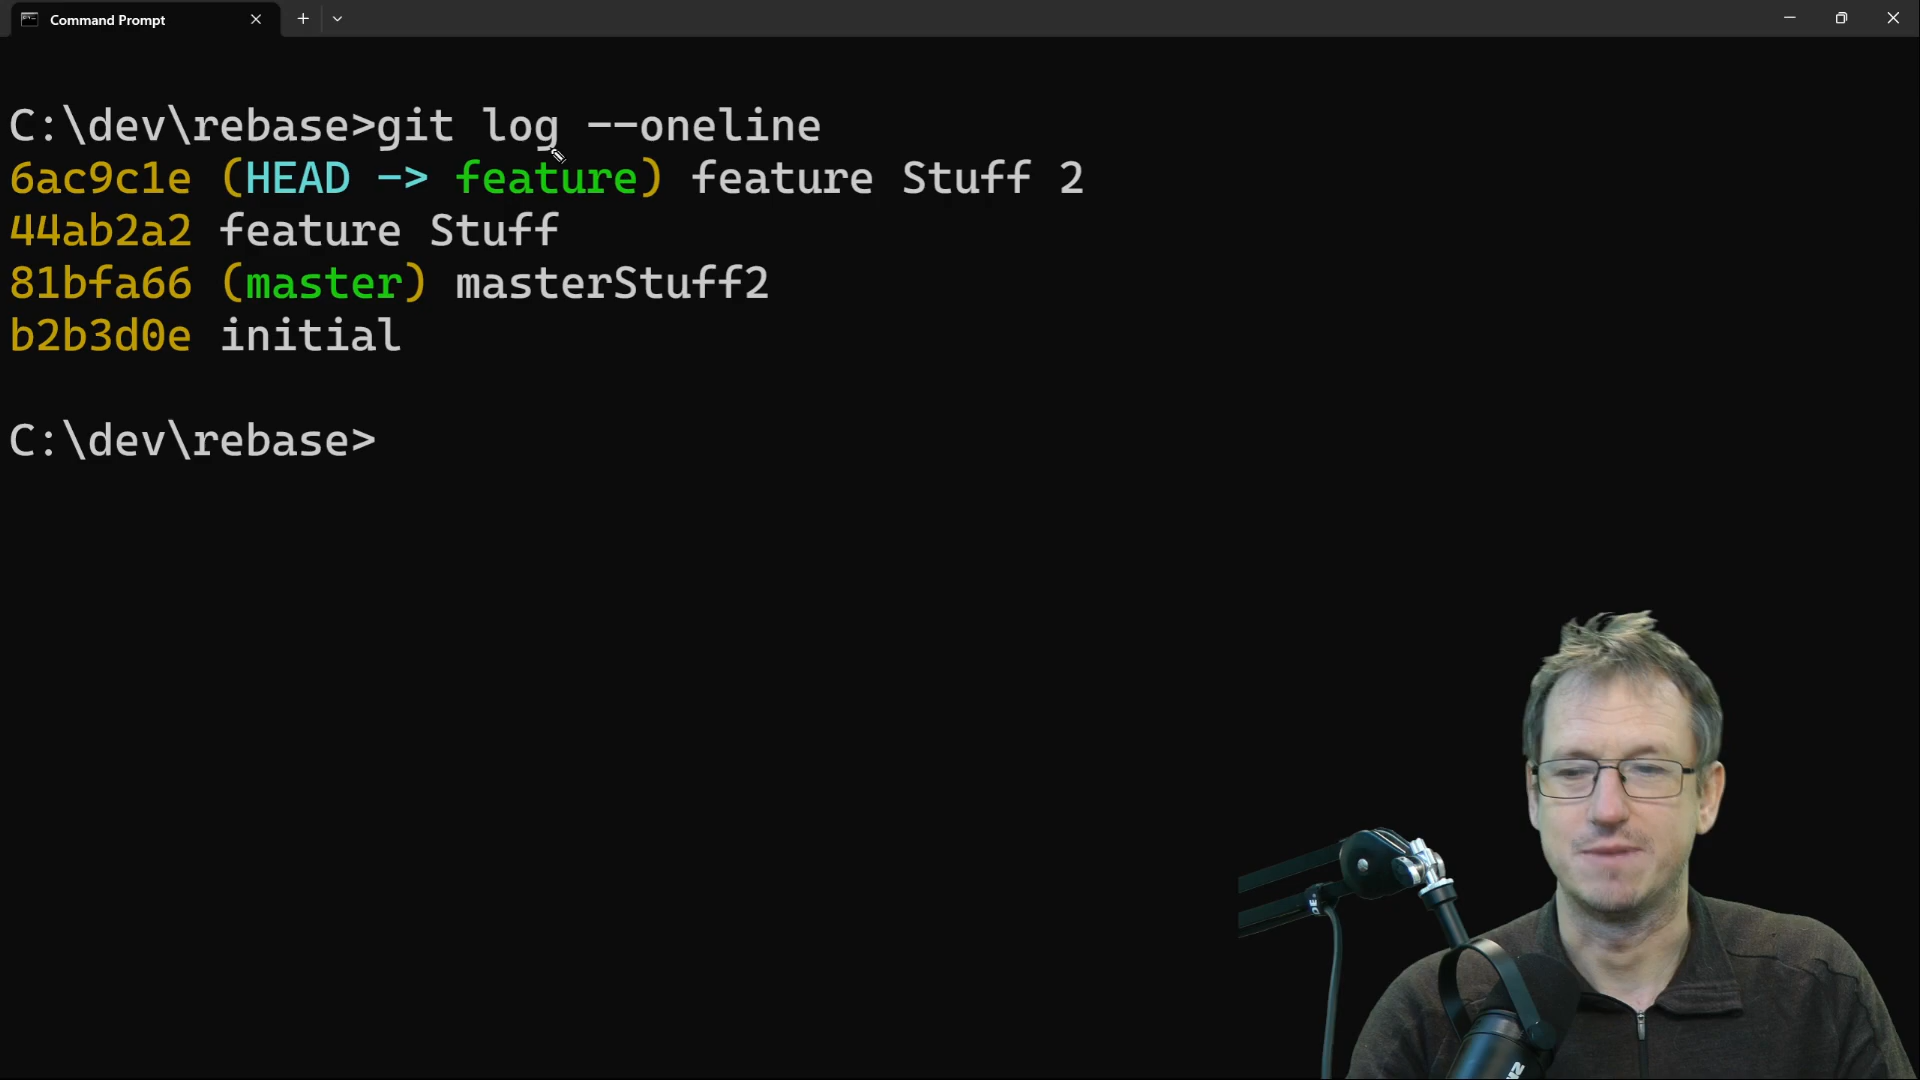 Command Prompt
C:\dev\rebase>git log --oneline
6ac9c1e (HEAD -> feature) feature Stuff 2
44ab2a2 feature Stuff
81bfa66 (master) masterStuff2
b2b3d0e initial
C:\dev\rebase>